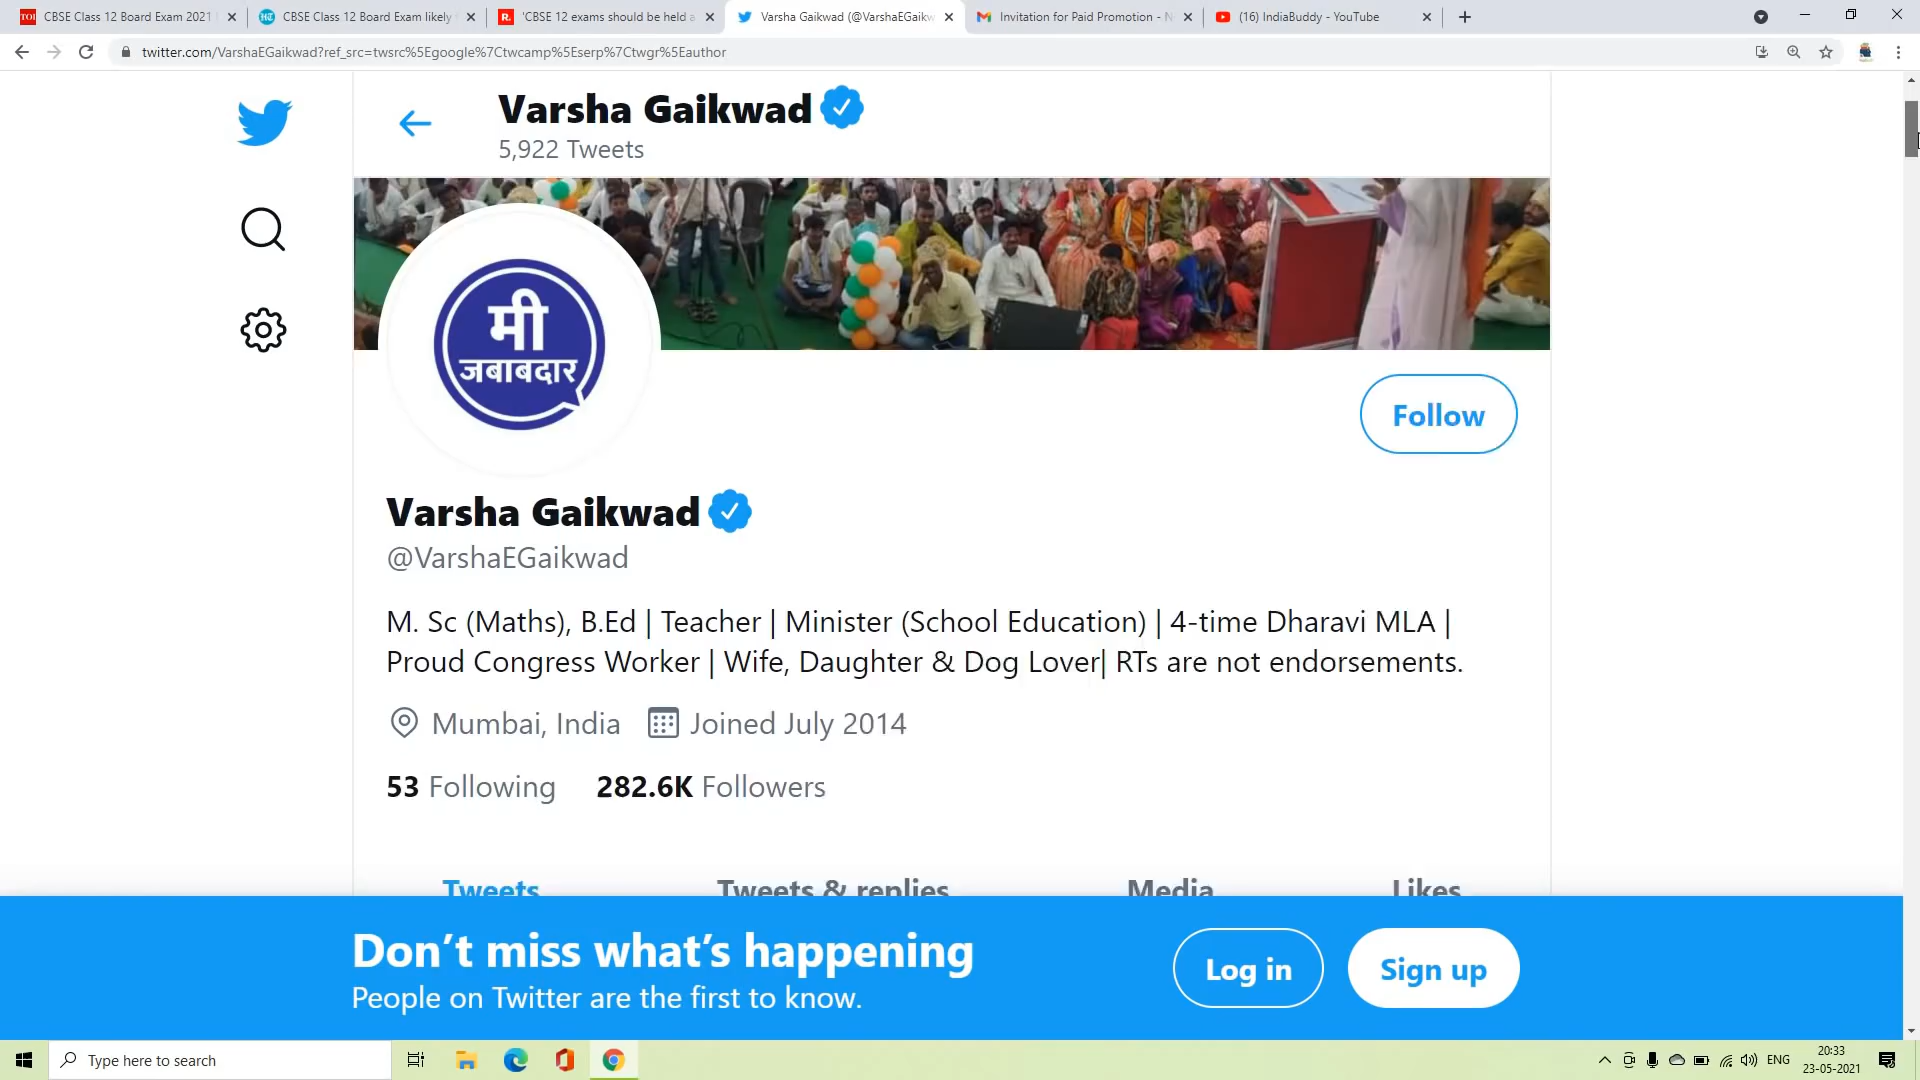 CBSE Class 12 Board Exam 2021
CBSE Class 12 Board Exam likely
'CBSE 12 exams should be held a
Varsha Gaikwad (@VarshaEGaikw
Invitation for Paid Promotion - N
(16) IndiaBuddy - YouTube
twitter.com/VarshaEGaikwad?ref_src=twsrc%5Egoogle%7Ctwcamp%5Eserp%7Ctwgr%5Eauthor
Varsha Gaikwad
5,922 Tweets
मी
जबाबदार
Follow
Varsha Gaikwad
@VarshaEGaikwad
M. Sc (Maths), B.Ed | Teacher | Minister (School Education) | 4-time Dharavi MLA |
Proud Congress Worker | Wife, Daughter & Dog Lover| RTs are not endorsements.
Mumbai, India Joined July 2014
53 Following 282.6K Followers
Tweets Tweets & replies Media Likes
Don’t miss what’s happening
People on Twitter are the first to know.
Log in
Sign up
Type here to search
ENG
20:33
23-05-2021